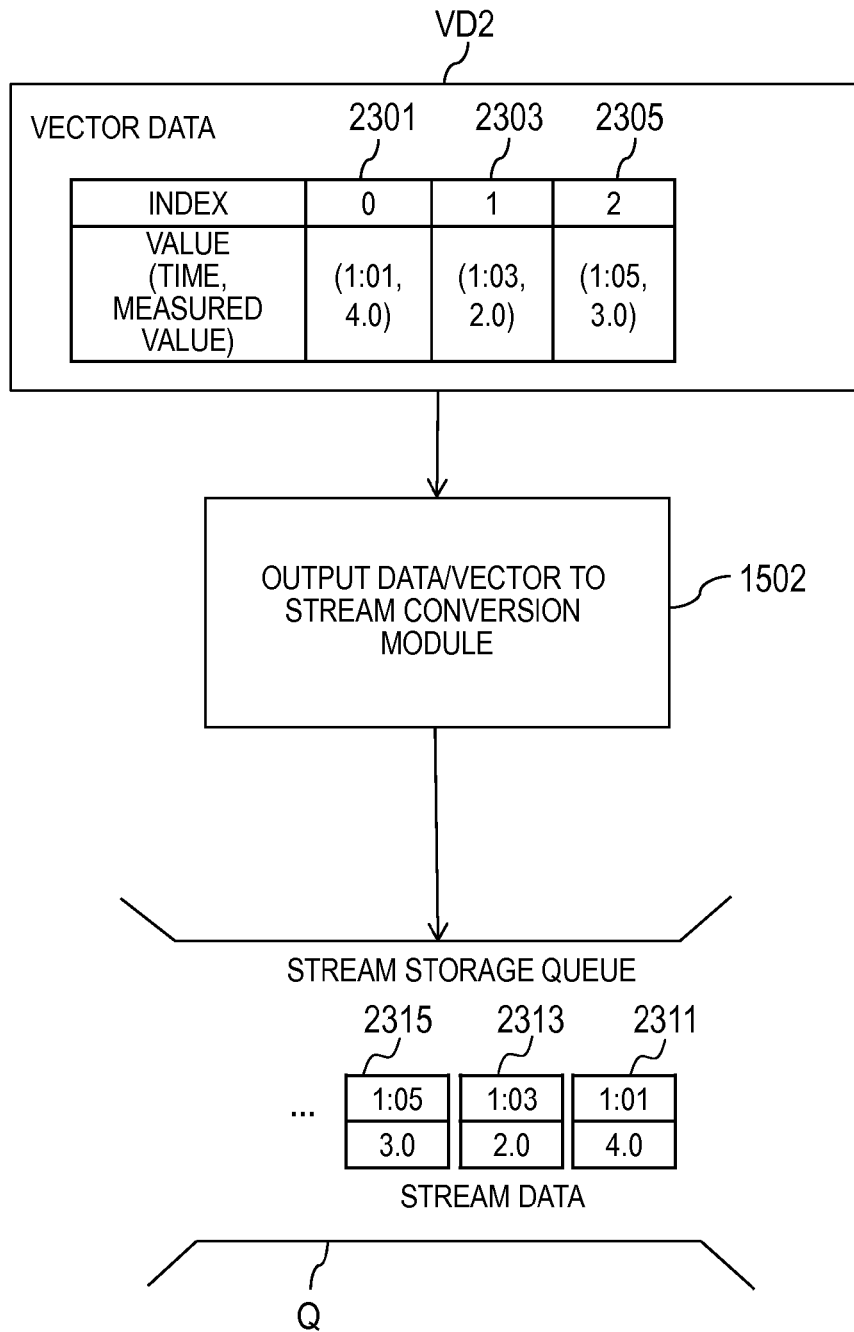 VD2
VECTOR DATA
2301 2303 2305
INDEX 0 1 2
VALUE
(TIME,
MEASURED
VALUE)
(1:01,
4.0)
(1:03,
2.0)
(1:05,
3.0)
OUTPUT DATA/VECTOR TO
STREAM CONVERSION
MODULE
1502
STREAM STORAGE QUEUE
2315 2313 2311
... 1:05 1:03 1:01
3.0 2.0 4.0
STREAM DATA
Q